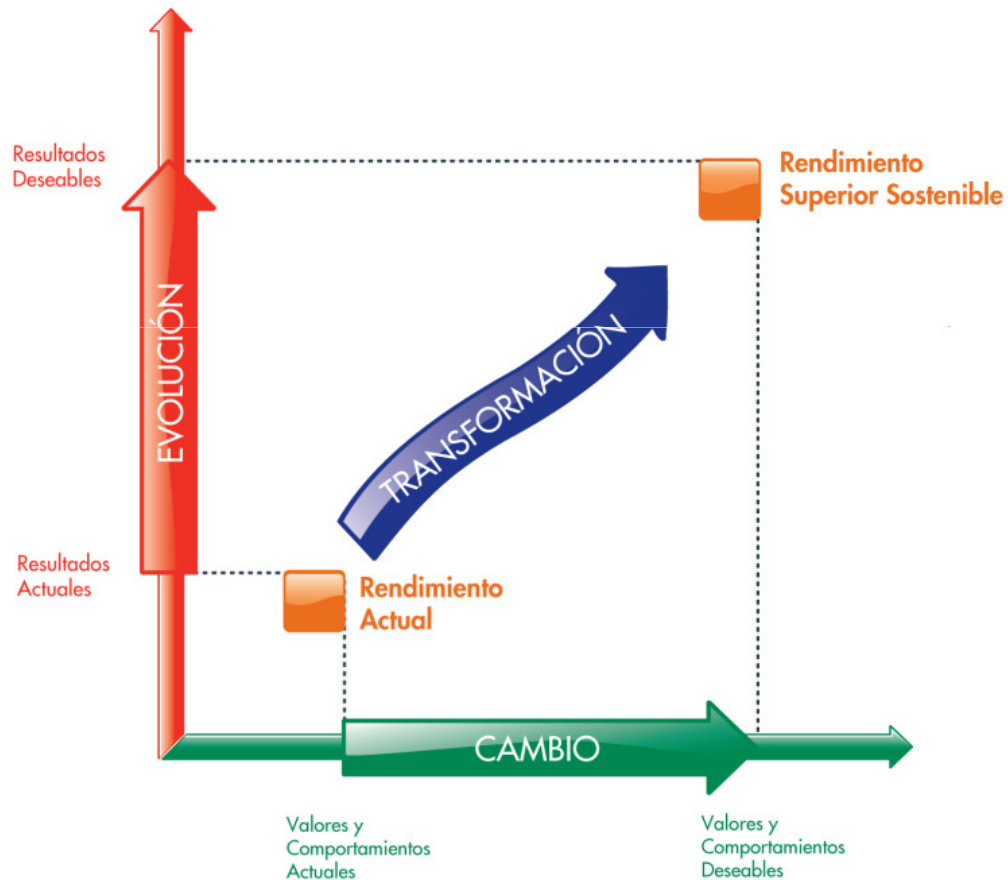 Resultados
Deseables
Rendimiento
Superior Sostenible
EVOLUCIÓN
TRANSFORMACIÓN
Resultados
Actuales
Rendimiento
Actual
CAMBIO
Valores y
Comportamientos
Actuales
Valores y
Comportamientos
Deseables